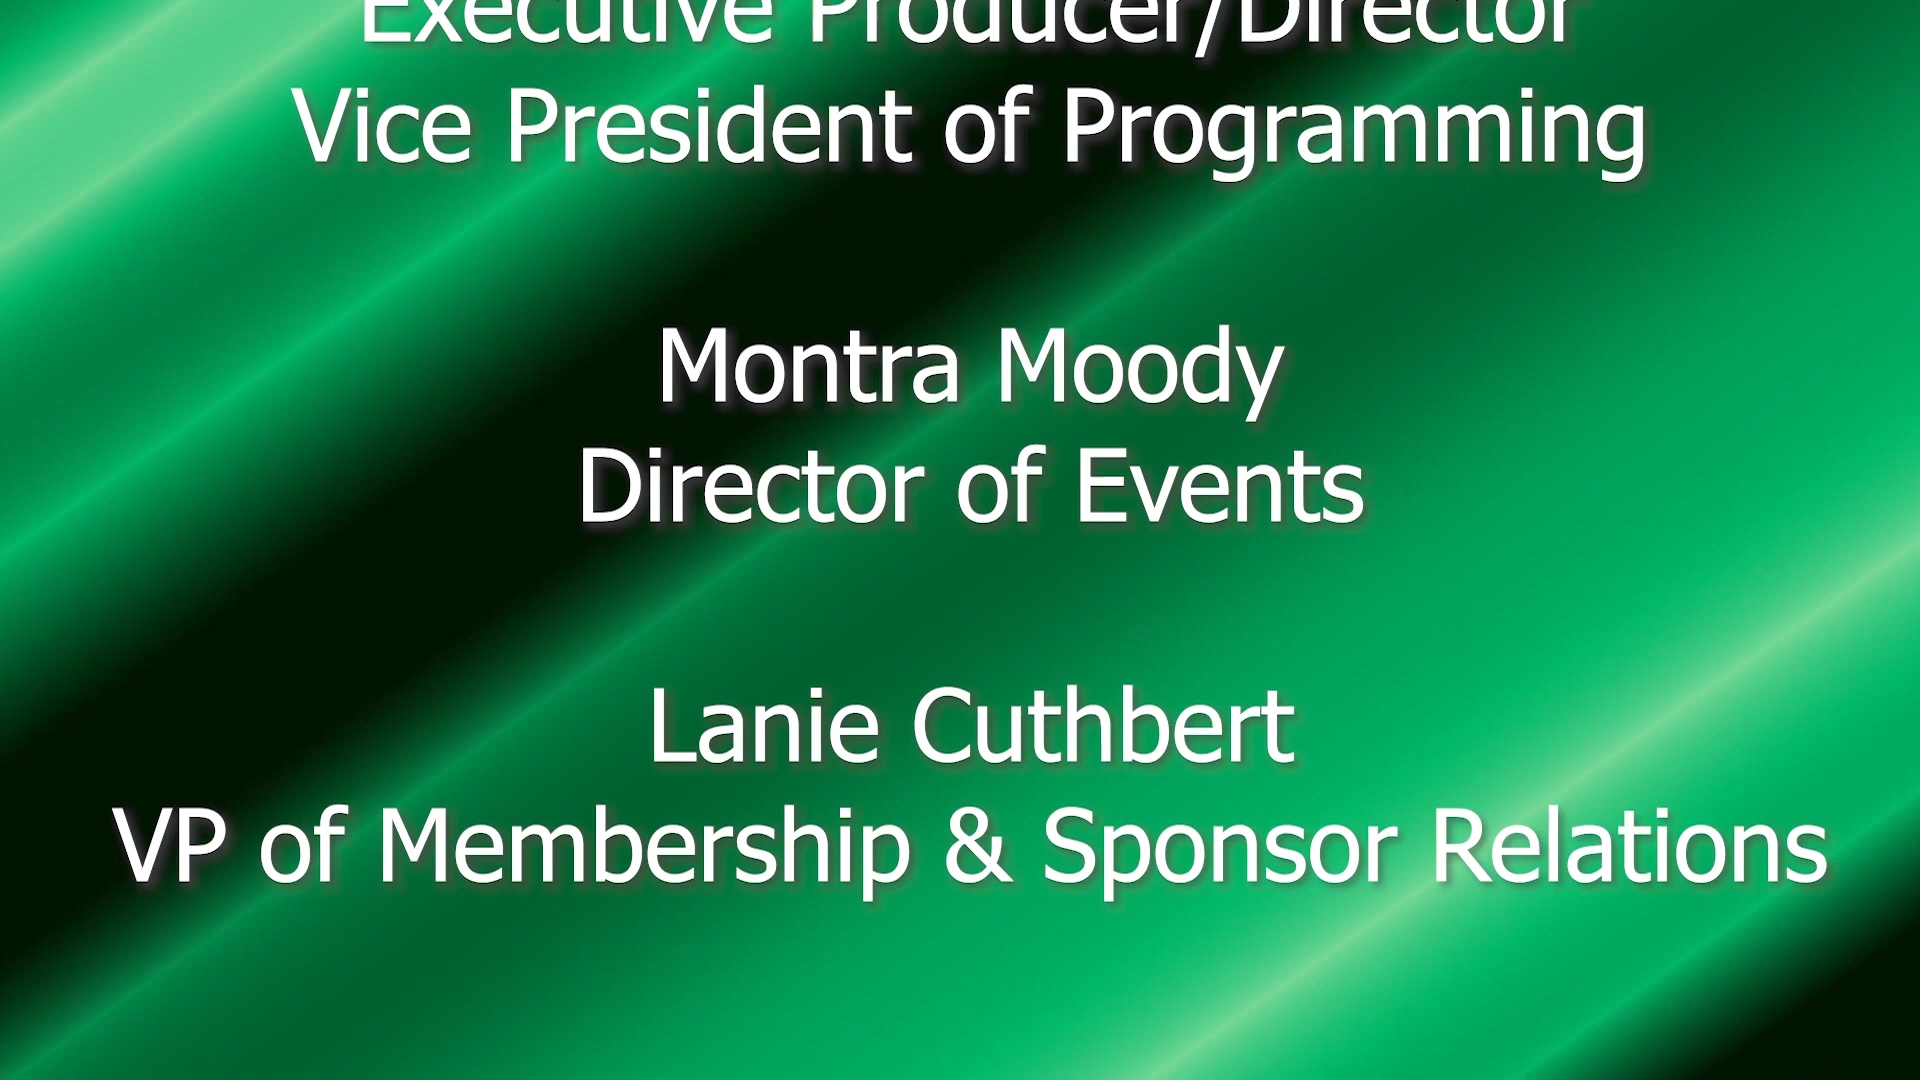 Executive Producer/Director
Vice President of Programming
Montra Moody
Director of Events
Lanie Cuthbert
VP of Membership & Sponsor Relations